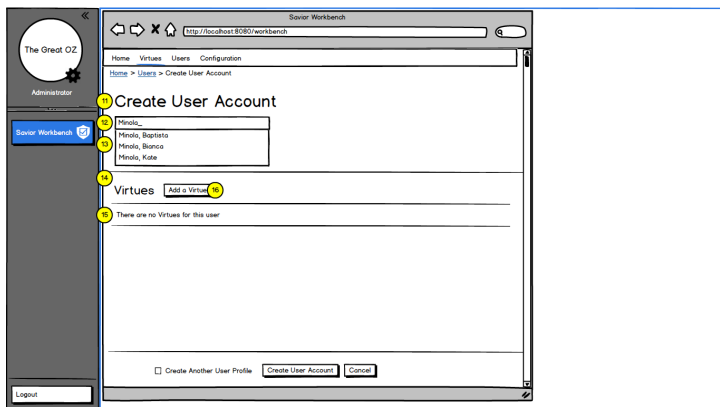 The Great OZ
Administrator
Savior Workbench
Logout
Savior Workbench
http://localhost:8080/workbench
Home Virtues Users Configuration
Home > Users > Create User Account
11 Create User Account
12 Minola_
13 Minola, Baptista
Minola, Bianca
Minola, Kate
14
Virtues Add a Virtue 16
15 There are no Virtues for this user
Create Another User Profile Create User Account Cancel